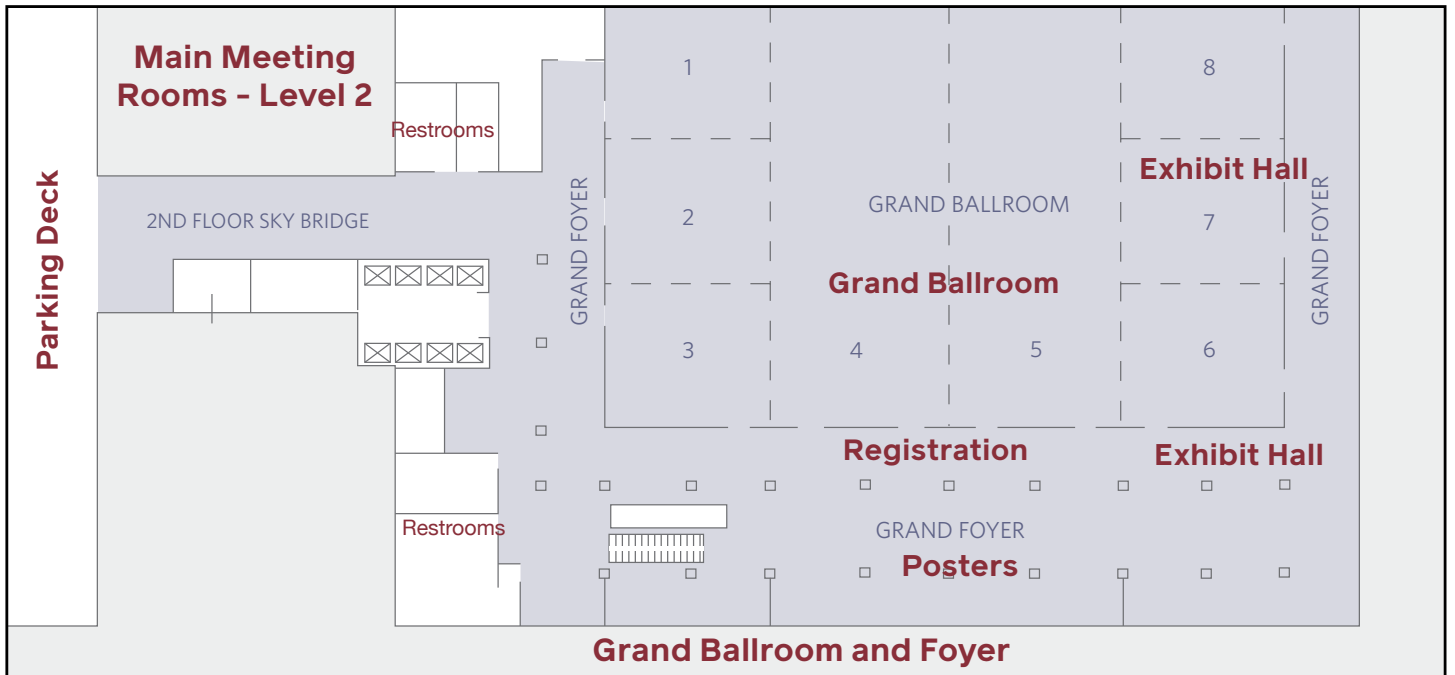 Main Meeting
Rooms - Level 2
Restrooms
1
8
Exhibit Hall
Parking Deck
2ND FLOOR SKY BRIDGE
GRAND FOYER
2
GRAND BALLROOM
7
GRAND FOYER
Grand Ballroom
3
4
5
6
Registration
Exhibit Hall
Restrooms
GRAND FOYER
Posters
Grand Ballroom and Foyer